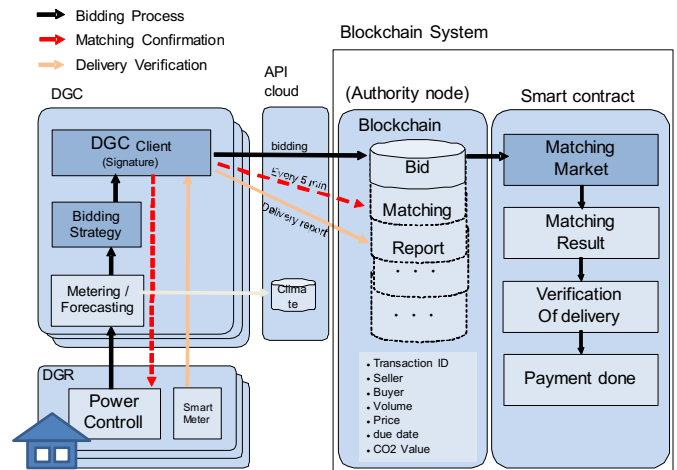 Bidding Process
Matching Confirmation
Delivery Verification
Blockchain System
API
cloud
DGC
(Authority node)
Smart contract
DGC Client
(Signature)
bidding
Blockchain
Bid
Matching
Market
Every 5 min
Bidding
Strategy
Matching
Delivery report
Report
Matching
Result
Metering /
Forecasting
Clima
te
. . .
. . .
Verification
Of delivery
DGR
Power
Controll
Smart
Meter
• Transaction ID
• Seller
• Buyer
• Volume
• Price
• due date
• CO2 Value
Payment done